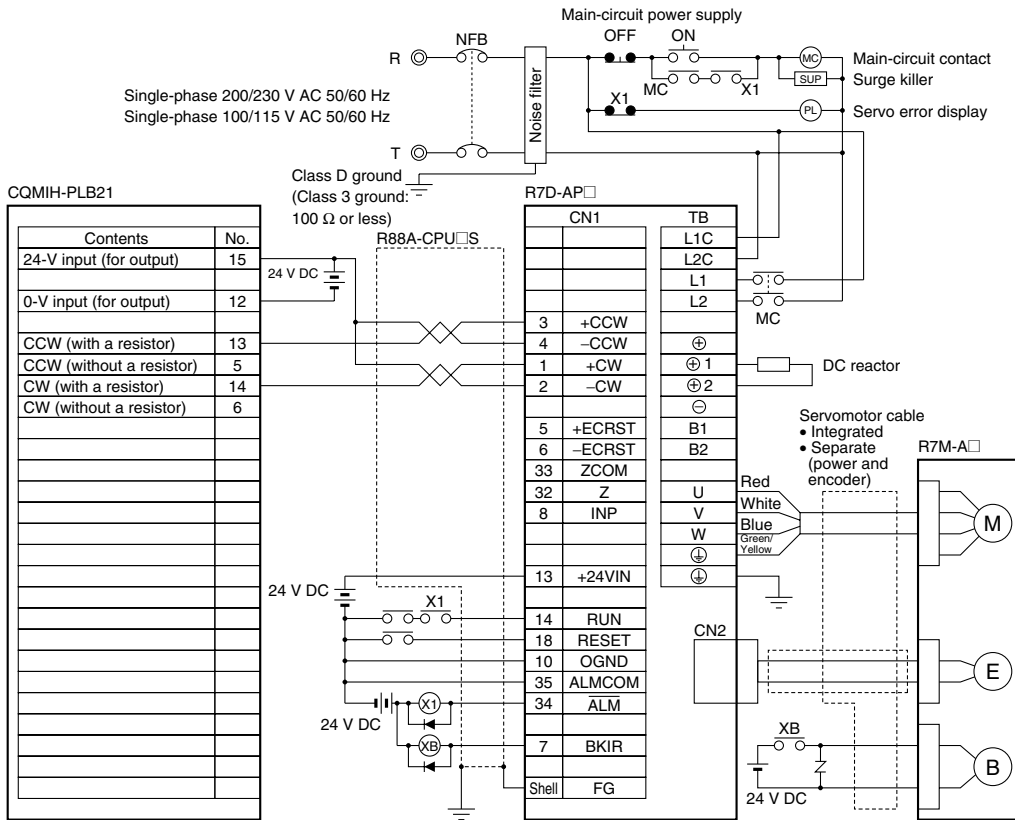 Main-circuit power supply
OFF
ON
R
NFB
Noise filter
MC
Main-circuit contact
SUP
Surge killer
MC
X1
Single-phase 200/230 V AC 50/60 Hz
Single-phase 100/115 V AC 50/60 Hz
X1
PL
Servo error display
T
Class D ground
(Class 3 ground:
100 Ω or less)
CQMIH-PLB21
R7D-AP□
R88A-CPU□S
Contents No.
24-V input (for output) 15
0-V input (for output) 12
CCW (with a resistor) 13
CCW (without a resistor) 5
CW (with a resistor) 14
CW (without a resistor) 6
24 V DC
CN1
3 +CCW
4 −CCW
1 +CW
2 −CW
5 +ECRST
6 −ECRST
33 ZCOM
32 Z
8 INP
13 +24VIN
14 RUN
18 RESET
10 OGND
35 ALMCOM
34 ALM
7 BKIR
Shell FG
TB
L1C
L2C
L1
L2
⊕
⊕ 1
⊕ 2
⊖
B1
B2
U
V
W
MC
DC reactor
Servomotor cable
• Integrated
• Separate
(power and
encoder)
R7M-A□
Red
White
Blue
Green/
Yellow
M
24 V DC
X1
CN2
E
X1
24 V DC
XB
XB
24 V DC
B